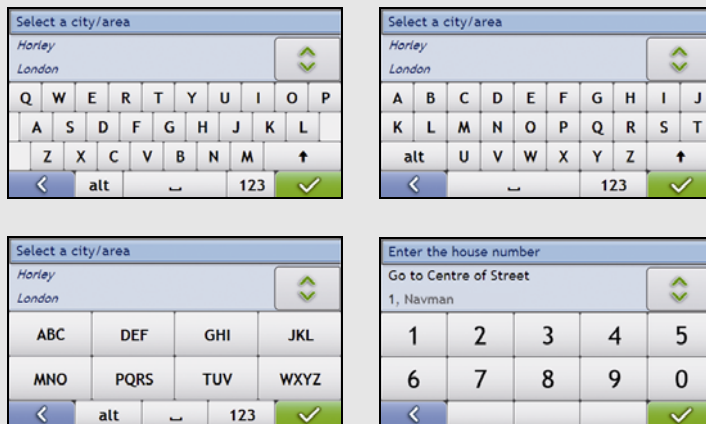 Select a city/area
Horley
London
Q W E R T Y U I O P
A S D F G H J K L
Z X C V B N M
alt 123
Select a city/area
Horley
London
A B C D E F G H I J
K L M N O P Q R S T
alt U V W X Y Z
123
Select a city/area
Horley
London
ABC DEF GHI JKL
MNO PQRS TUV WXYZ
alt 123
Enter the house number
Go to Centre of Street
1, Navman
1 2 3 4 5
6 7 8 9 0